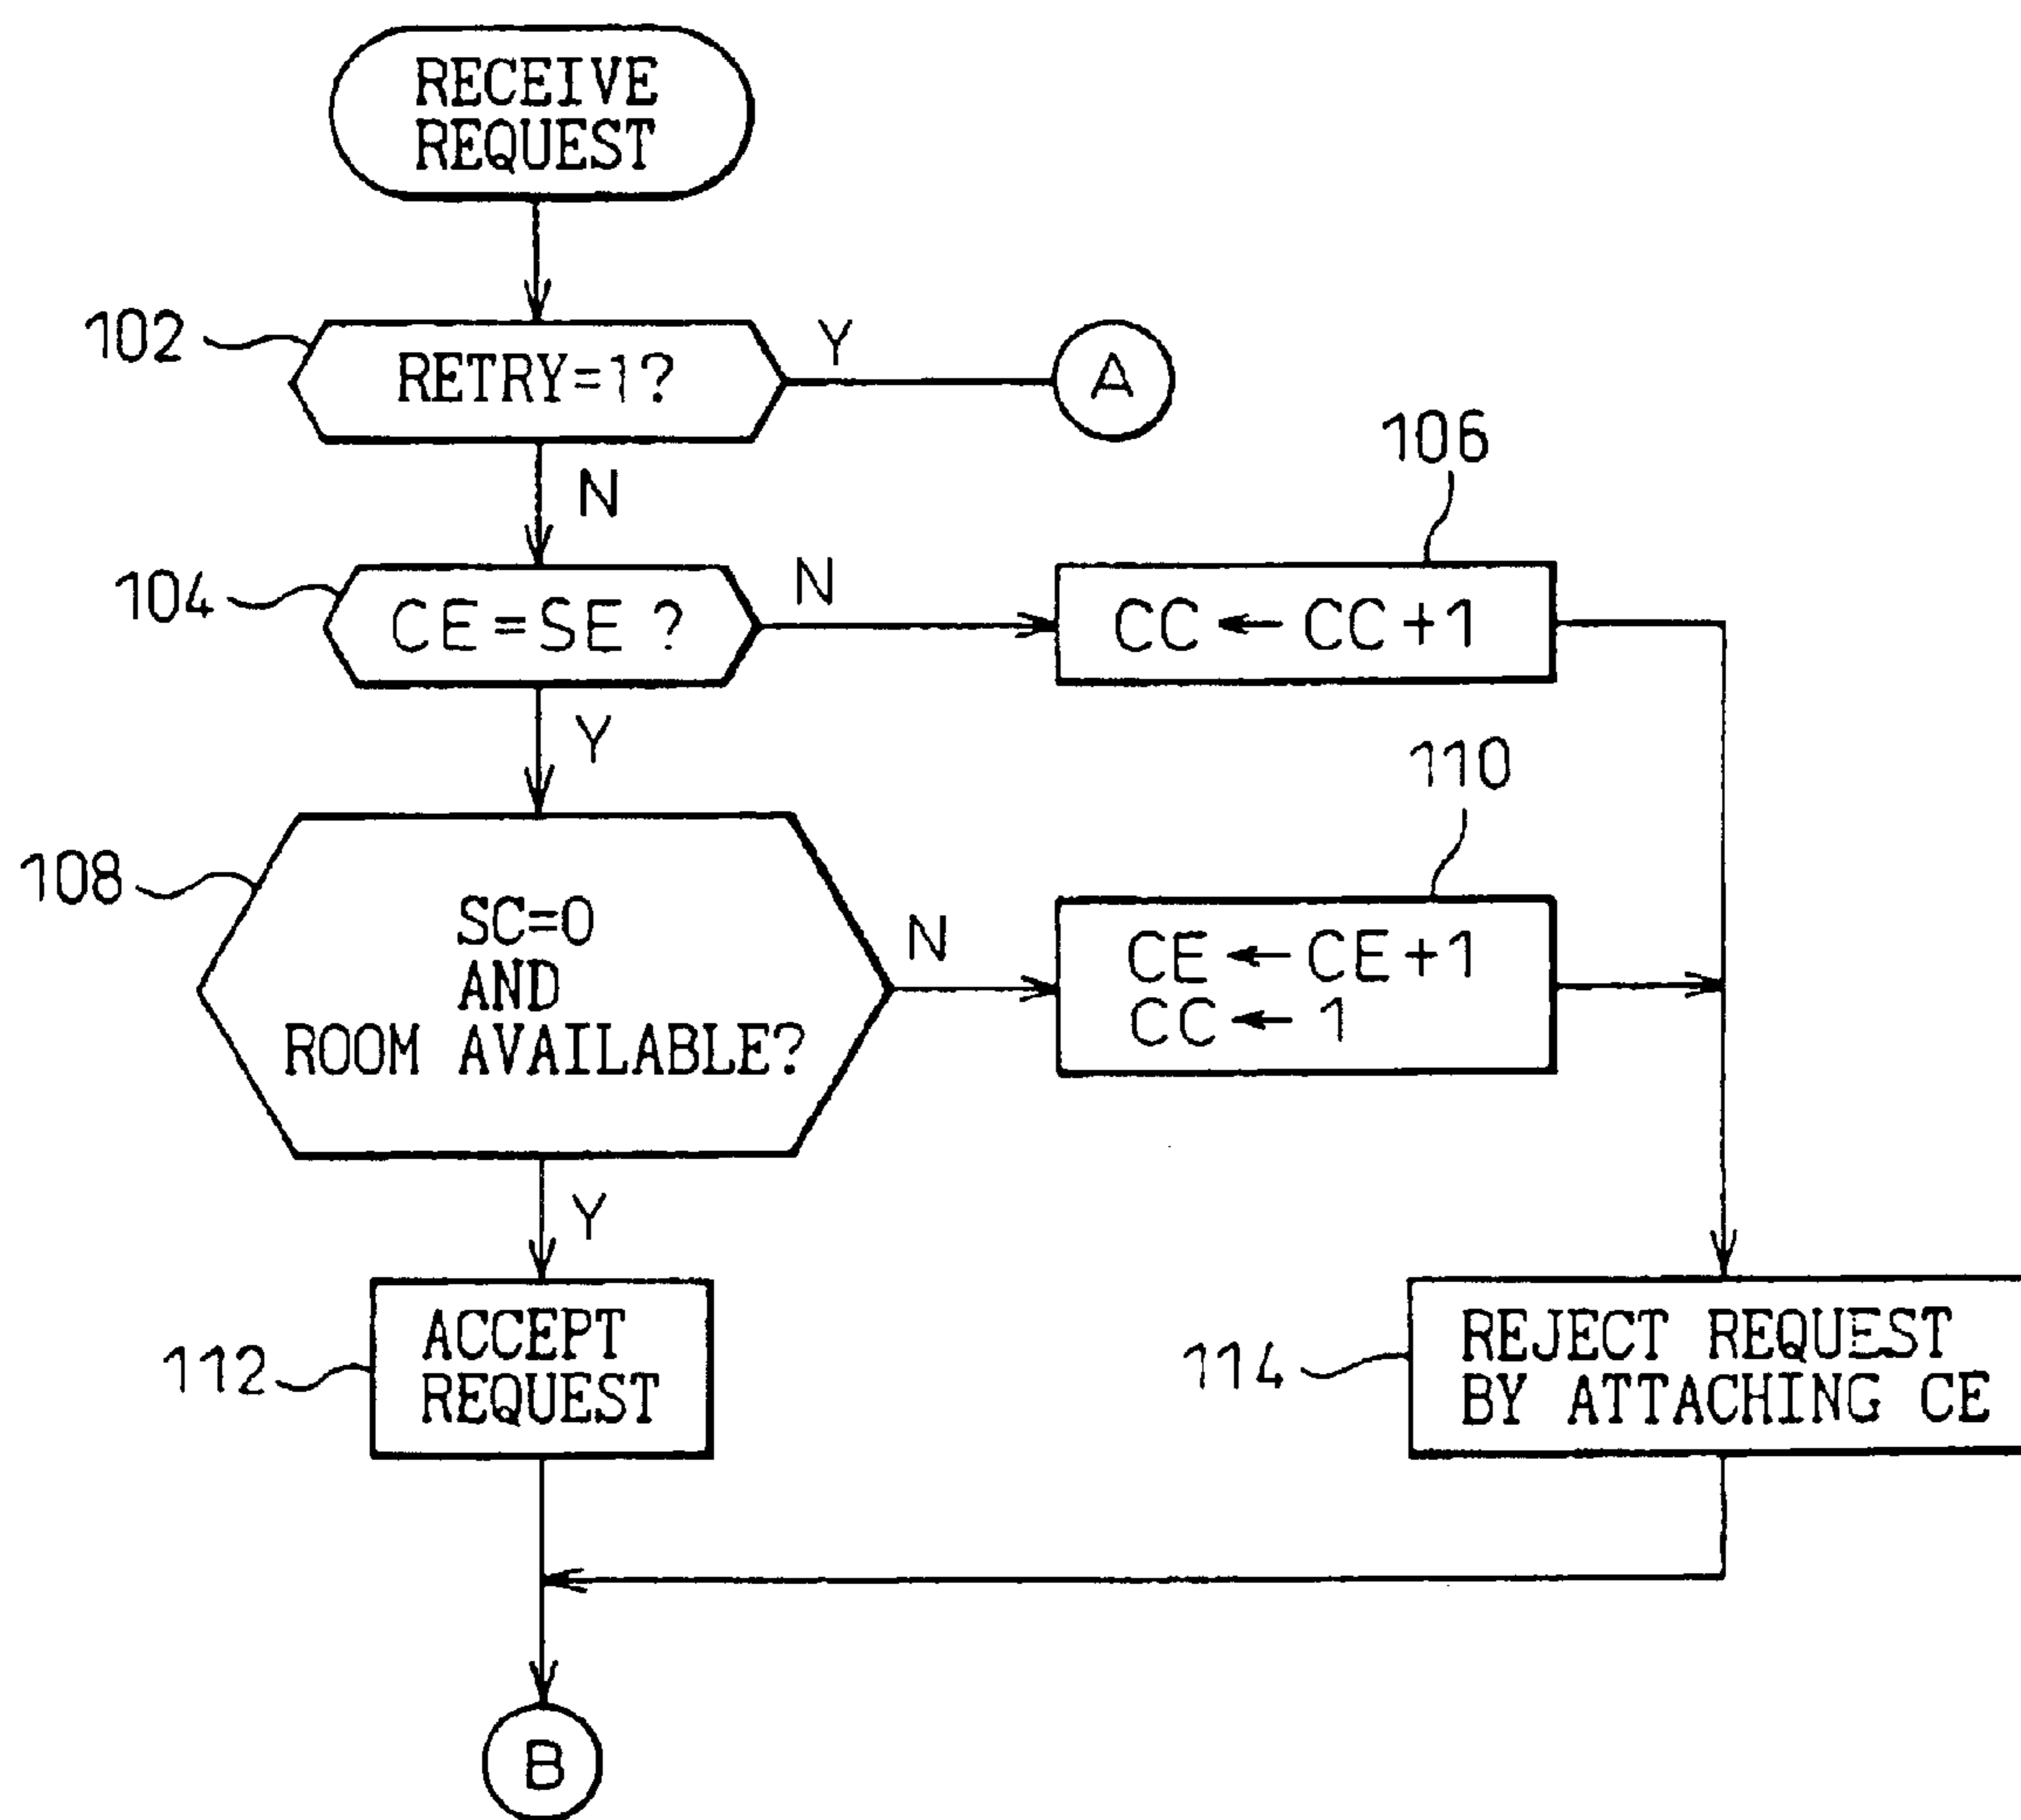 RECEIVE
REQUEST
102
RETRY=1?
Y
A
N
106
104
CE=SE ?
N
CC ← CC +1
Y
110
108
SC=0
AND
ROOM AVAILABLE?
N
CE ← CE +1
CC ← 1
Y
112
ACCEPT
REQUEST
114
REJECT REQUEST
BY ATTACHING CE
B